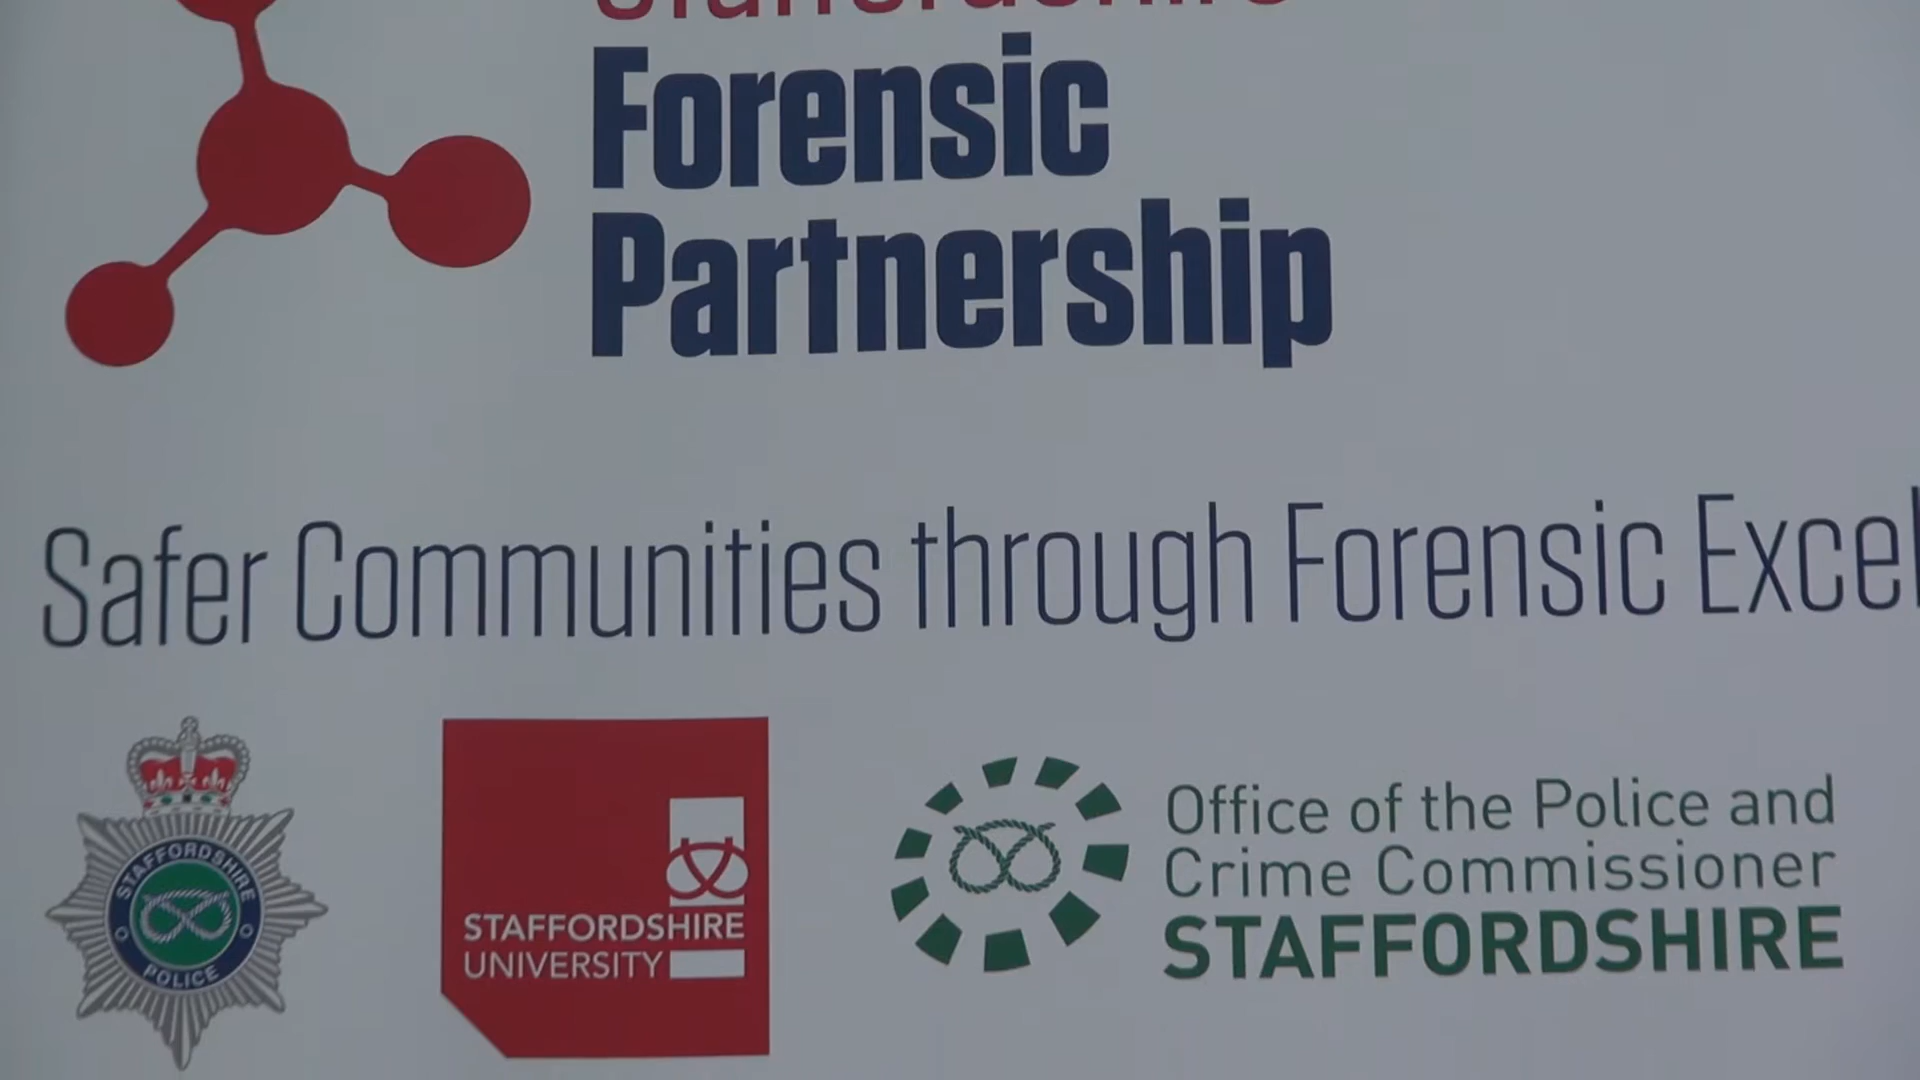 Staffordshire
Forensic
Partnership
Safer Communities through Forensic Excel
STAFFORDSHIRE
POLICE
STAFFORDSHIRE
UNIVERSITY
Office of the Police and
Crime Commissioner
STAFFORDSHIRE